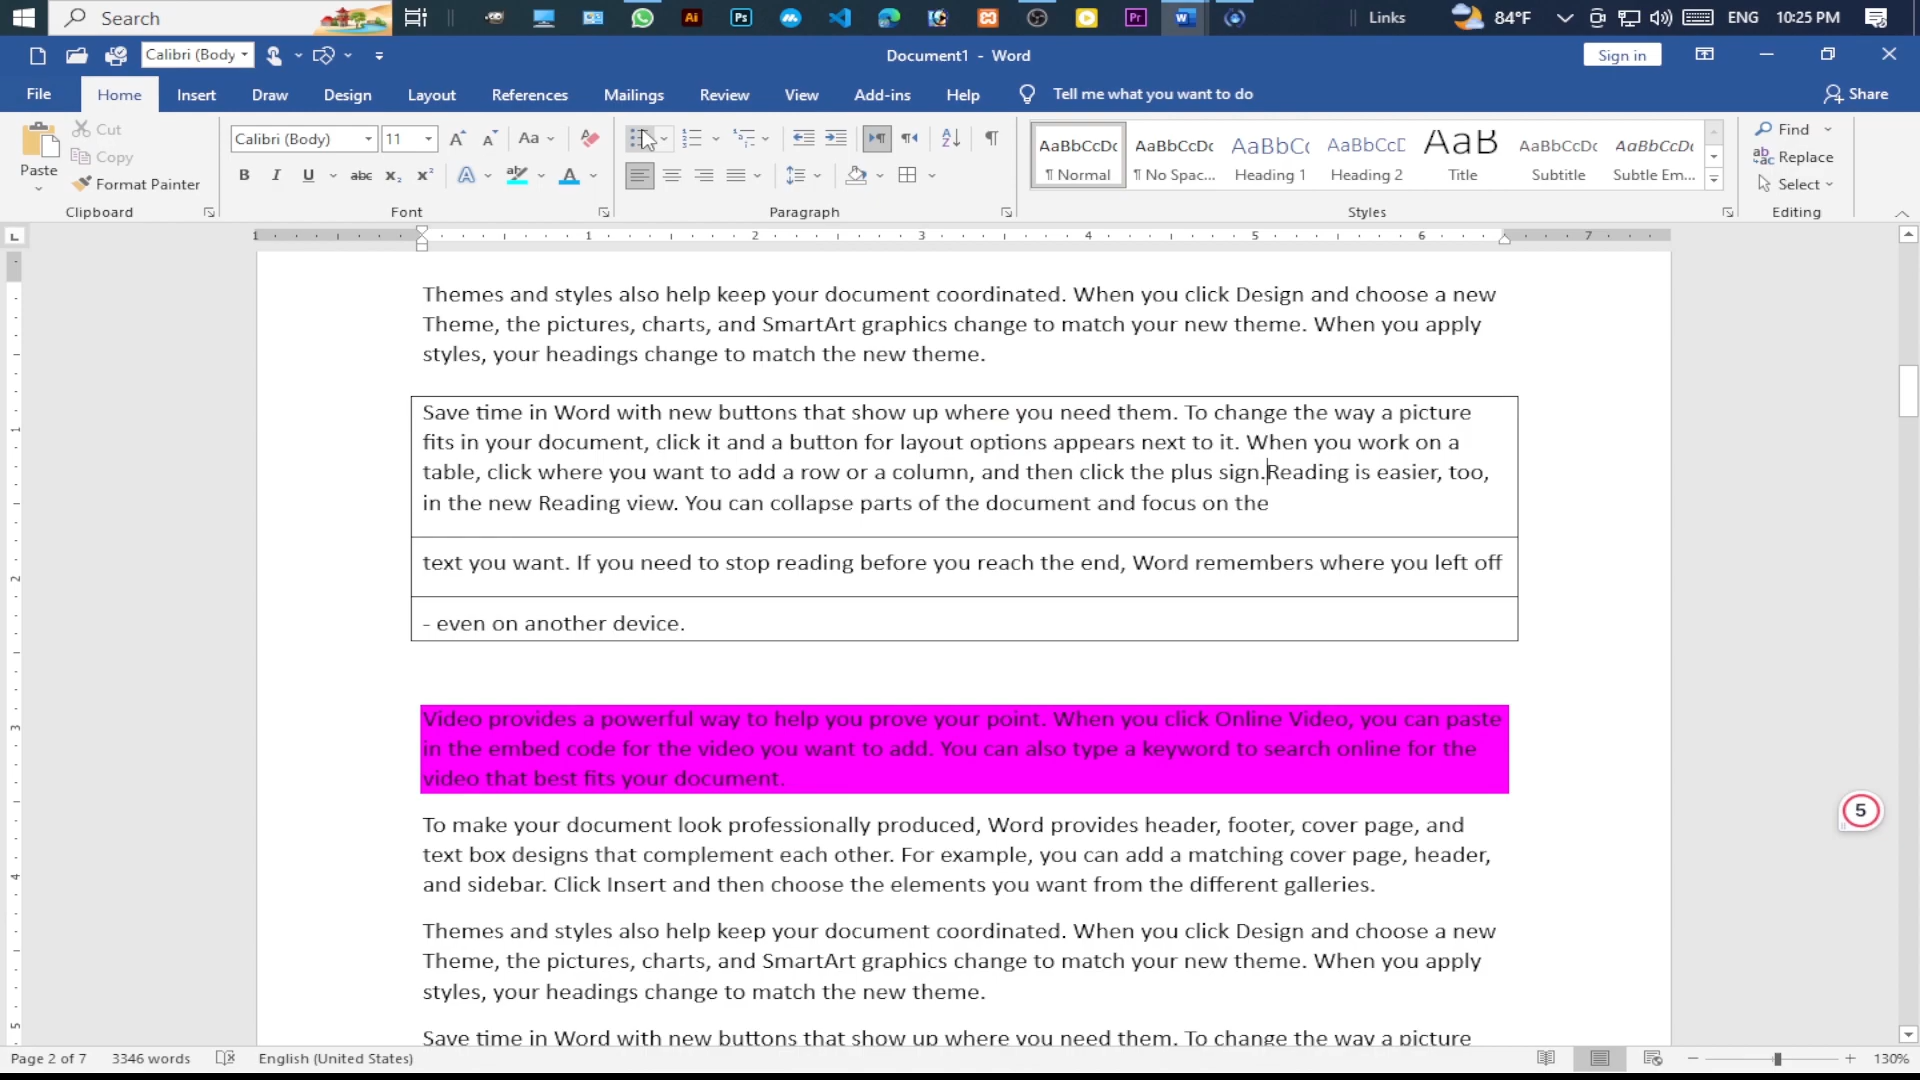 Search
Links
84°F
ENG
10:25 PM
Calibri (Body
Document1 - Word
Sign in
File
Home
Insert
Draw
Design
Layout
References
Mailings
Review
View
Add-ins
Help
Tell me what you want to do
Share
Paste
Cut
Copy
Format Painter
Clipboard
Calibri (Body)
11
Font
Paragraph
AaBbCcDc
¶ Normal
AaBbCcDc
¶ No Spac...
AaBbC(
Heading 1
AaBbCcE
Heading 2
AaB
Title
AaBbCcDc
Subtitle
AaBbCcDc
Subtle Em...
Styles
Find
Replace
Select
Editing
1 1 2 3 4 5 6 7
Themes and styles also help keep your document coordinated. When you click Design and choose a new
Theme, the pictures, charts, and SmartArt graphics change to match your new theme. When you apply
styles, your headings change to match the new theme.
Save time in Word with new buttons that show up where you need them. To change the way a picture
fits in your document, click it and a button for layout options appears next to it. When you work on a
table, click where you want to add a row or a column, and then click the plus sign.Reading is easier, too,
in the new Reading view. You can collapse parts of the document and focus on the
text you want. If you need to stop reading before you reach the end, Word remembers where you left off
- even on another device.
Video provides a powerful way to help you prove your point. When you click Online Video, you can paste
in the embed code for the video you want to add. You can also type a keyword to search online for the
video that best fits your document.
5
To make your document look professionally produced, Word provides header, footer, cover page, and
text box designs that complement each other. For example, you can add a matching cover page, header,
and sidebar. Click Insert and then choose the elements you want from the different galleries.
Themes and styles also help keep your document coordinated. When you click Design and choose a new
Theme, the pictures, charts, and SmartArt graphics change to match your new theme. When you apply
styles, your headings change to match the new theme.
Save time in Word with new buttons that show up where you need them. To change the way a picture
Page 2 of 7
3346 words
English (United States)
130%